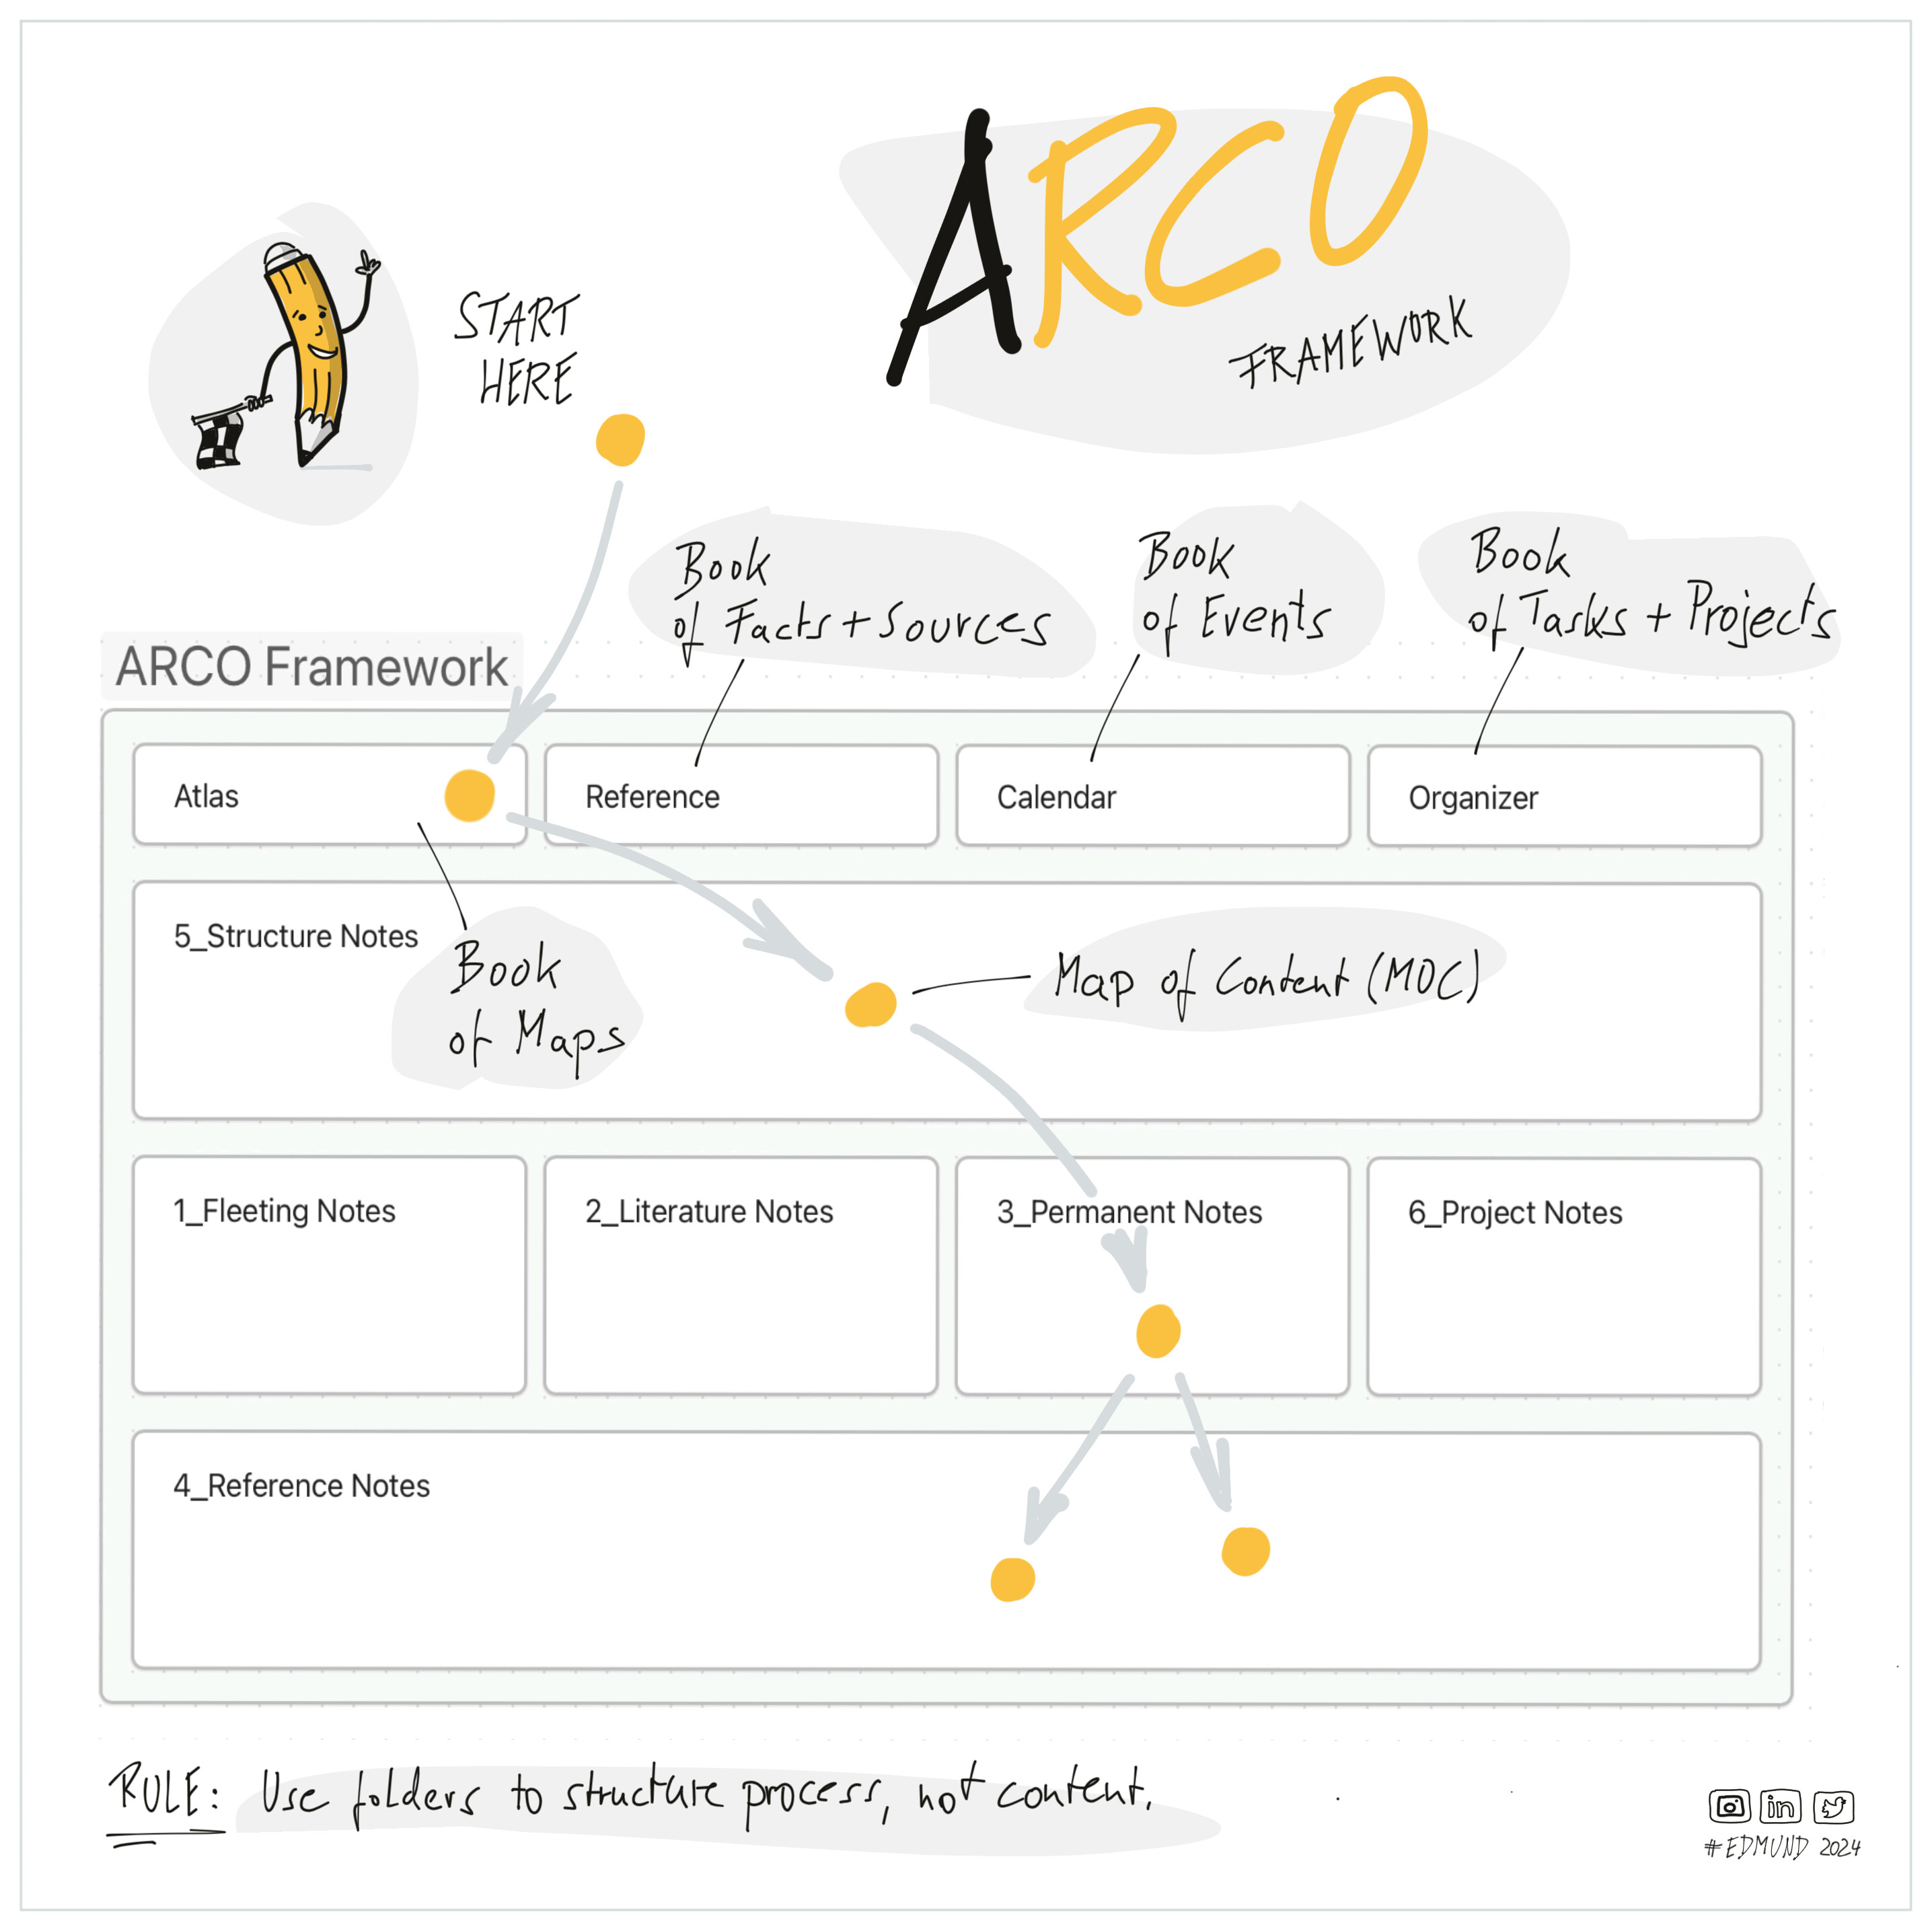 ARCO
FRAMEWORK
START
HERE
Book
of Facts + Sources
Book
of Events
Book
of Tasks + Projects
ARCO Framework
Atlas
Reference
Calendar
Organizer
5_Structure Notes
Book
of Maps
Map of Content (MOC)
1_Fleeting Notes
2_Literature Notes
3_Permanent Notes
6_Project Notes
4_Reference Notes
RULE: Use folders to structure process, not content.
in
#EDMUND 2024